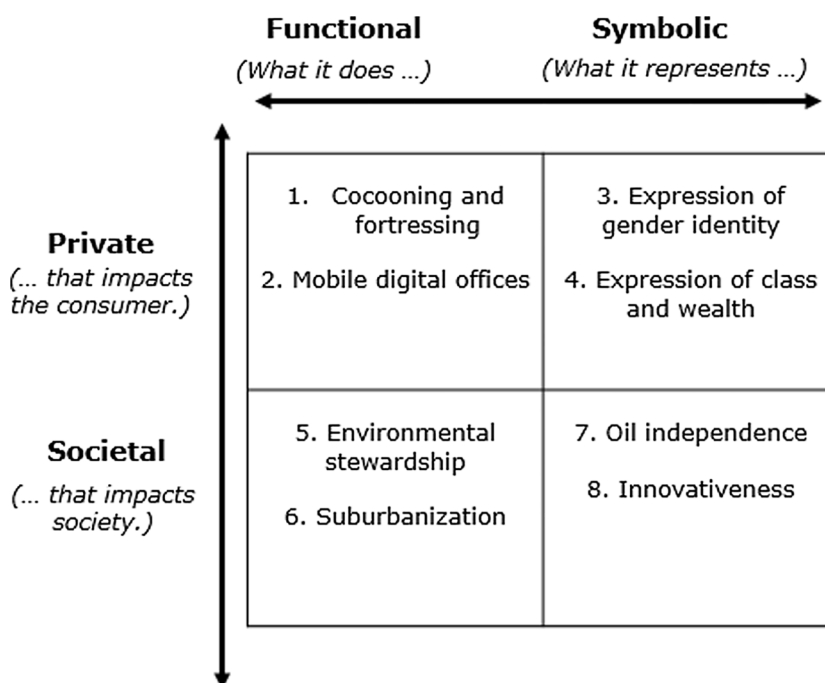 Functional
(What it does ...)
Symbolic
(What it represents ...)
Private
(... that impacts
the consumer.)
1. Cocooning and
fortressing
2. Mobile digital offices
3. Expression of
gender identity
4. Expression of class
and wealth
Societal
(... that impacts
society.)
5. Environmental
stewardship
6. Suburbanization
7. Oil independence
8. Innovativeness